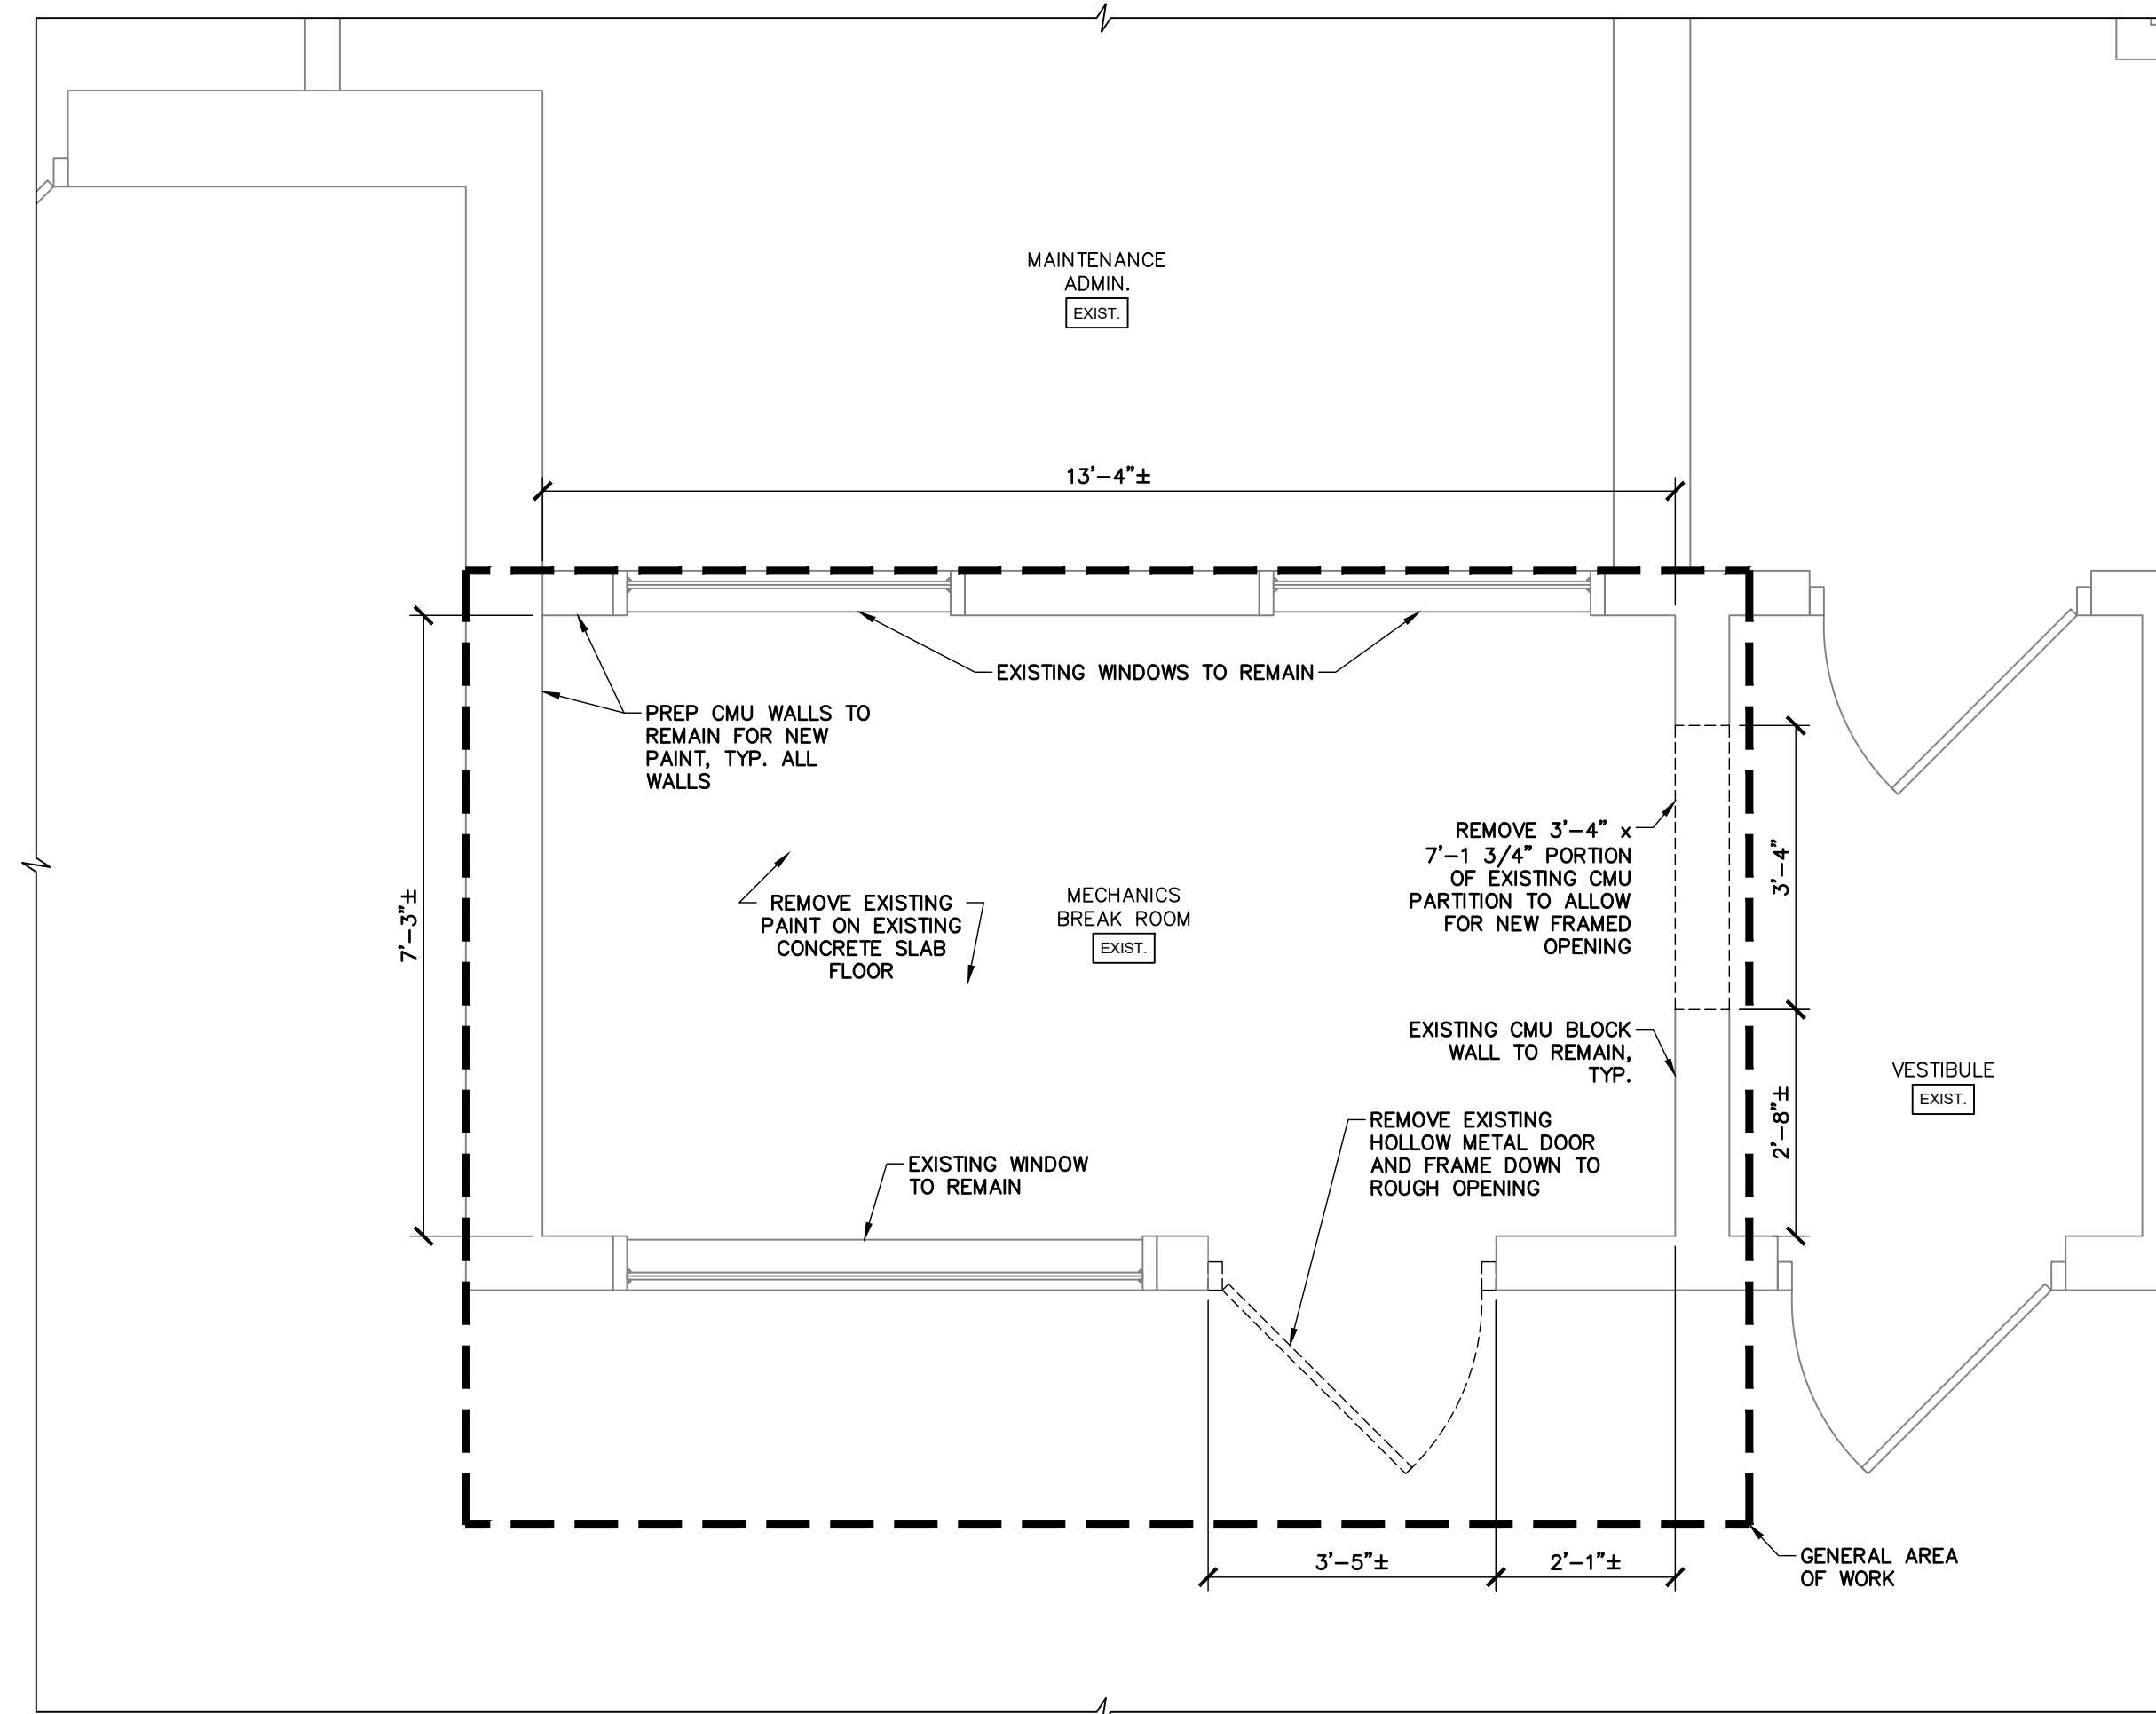 MAINTENANCE
ADMIN.
EXIST.
13'-4"±
EXISTING WINDOWS TO REMAIN
PREP CMU WALLS TO
REMAIN FOR NEW
PAINT, TYP. ALL
WALLS
REMOVE 3'-4" x
7'-1 3/4" PORTION
OF EXISTING CMU
PARTITION TO ALLOW
FOR NEW FRAMED
OPENING
3'-4"
7'-3"±
REMOVE EXISTING
PAINT ON EXISTING
CONCRETE SLAB
FLOOR
MECHANICS
BREAK ROOM
EXIST.
EXISTING CMU BLOCK
WALL TO REMAIN,
TYP.
VESTIBULE
EXIST.
2'-8"±
REMOVE EXISTING
HOLLOW METAL DOOR
AND FRAME DOWN TO
ROUGH OPENING
EXISTING WINDOW
TO REMAIN
3'-5"±
2'-1"±
GENERAL AREA
OF WORK